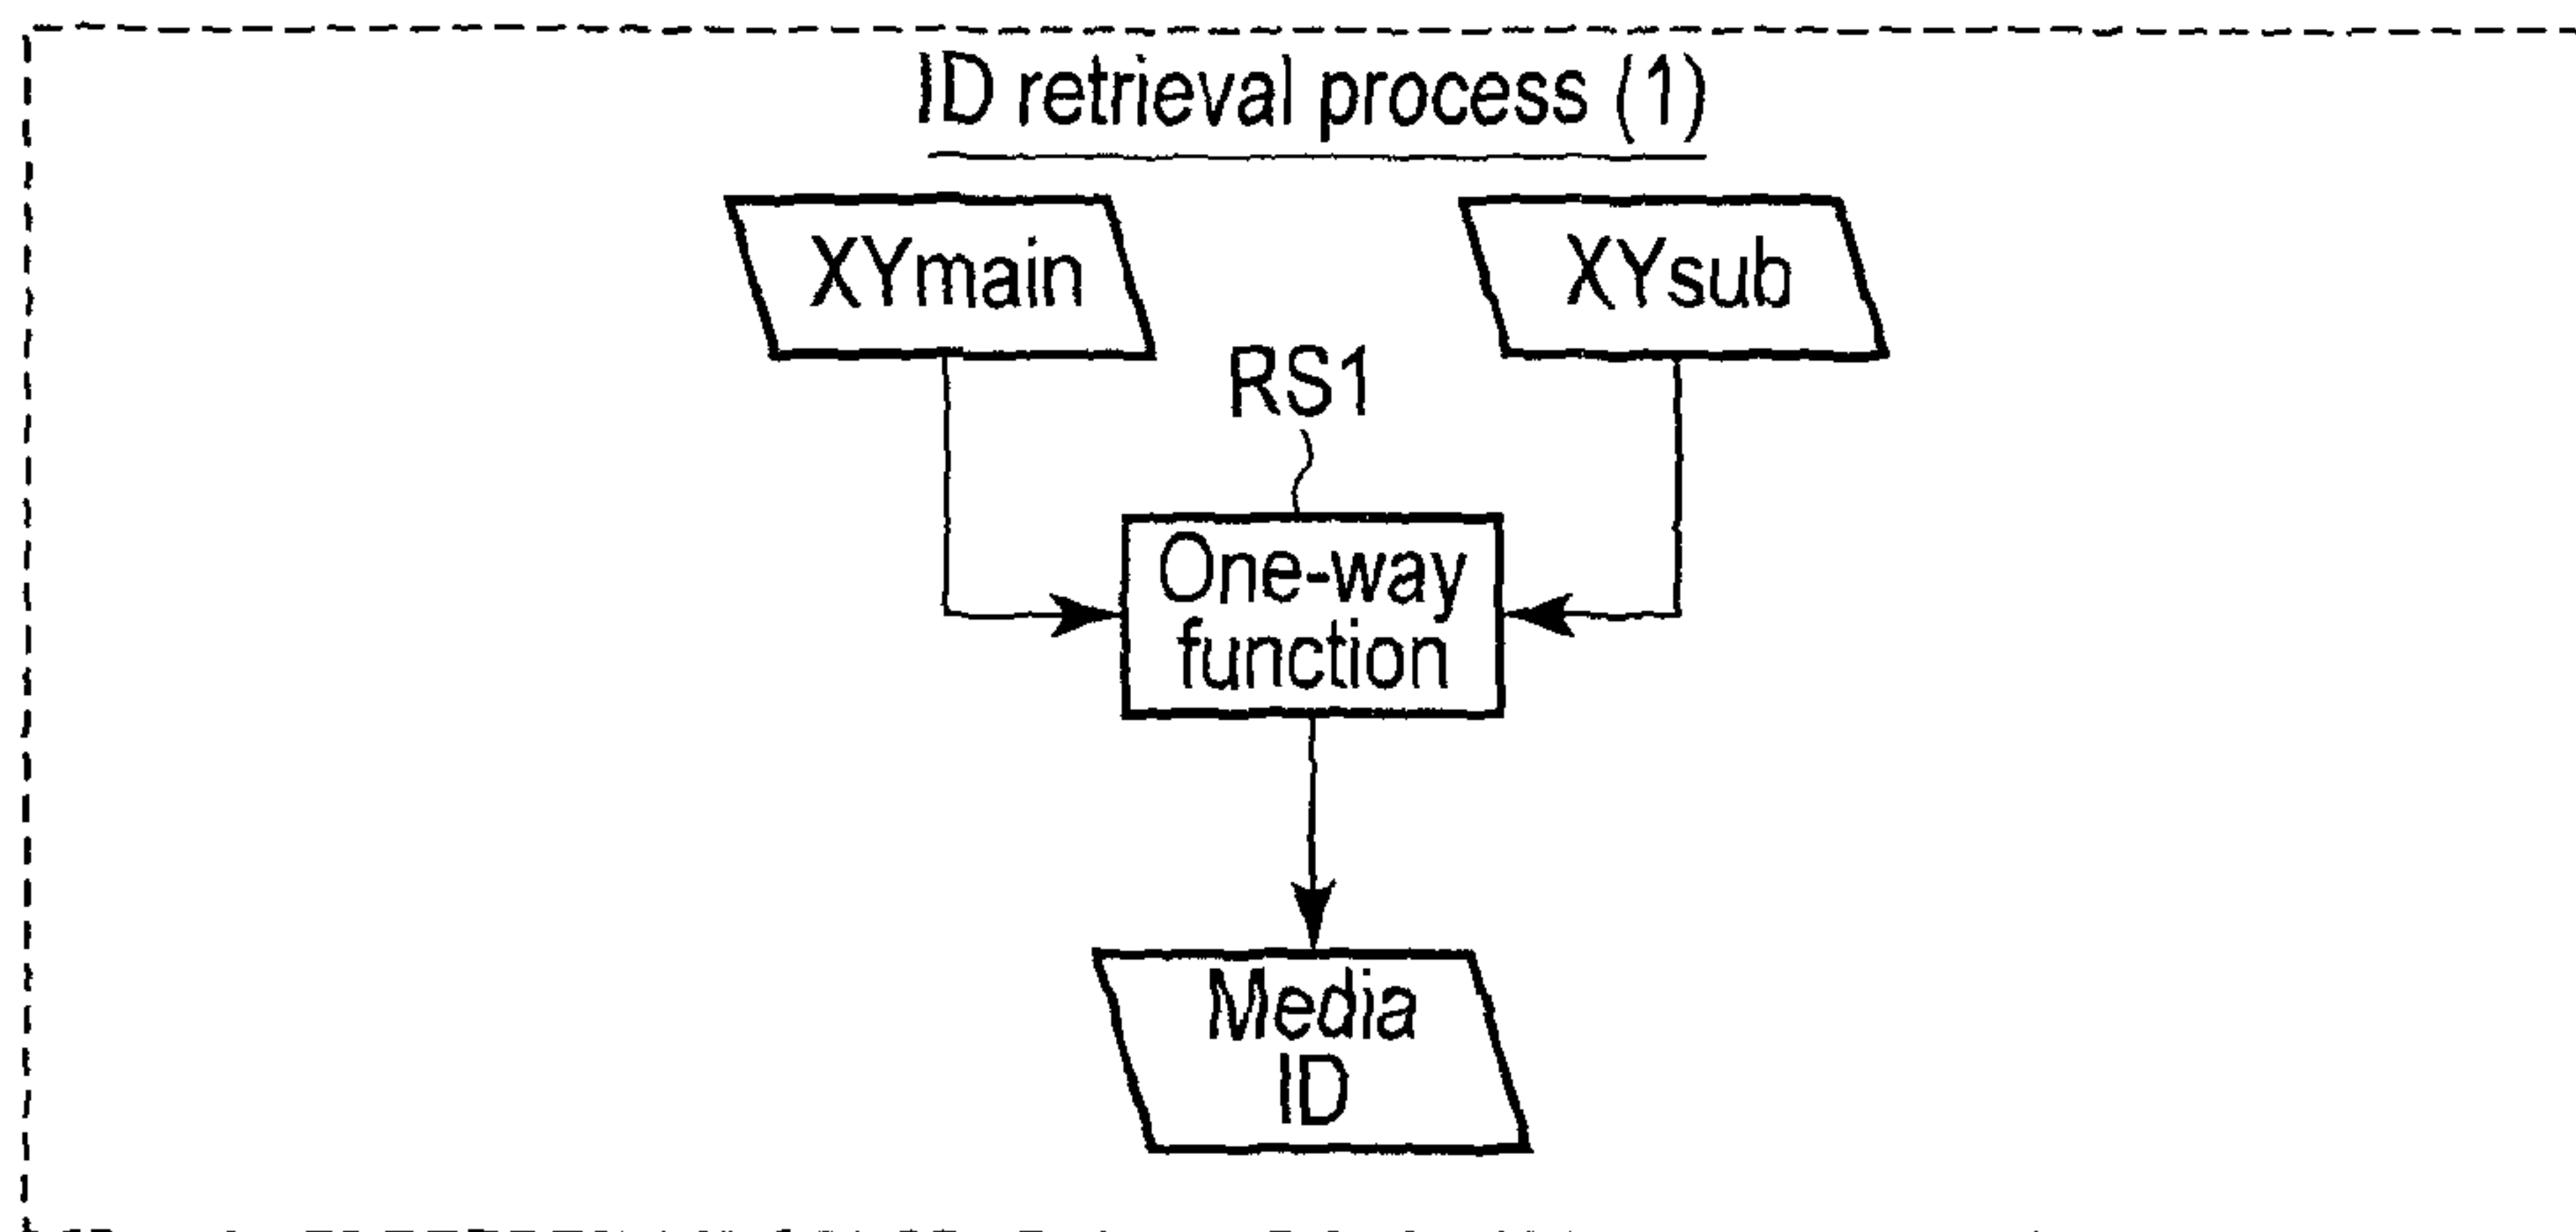 ID retrieval process (1)
XYmain
XYsub
RS1
One-way
function
Media
ID